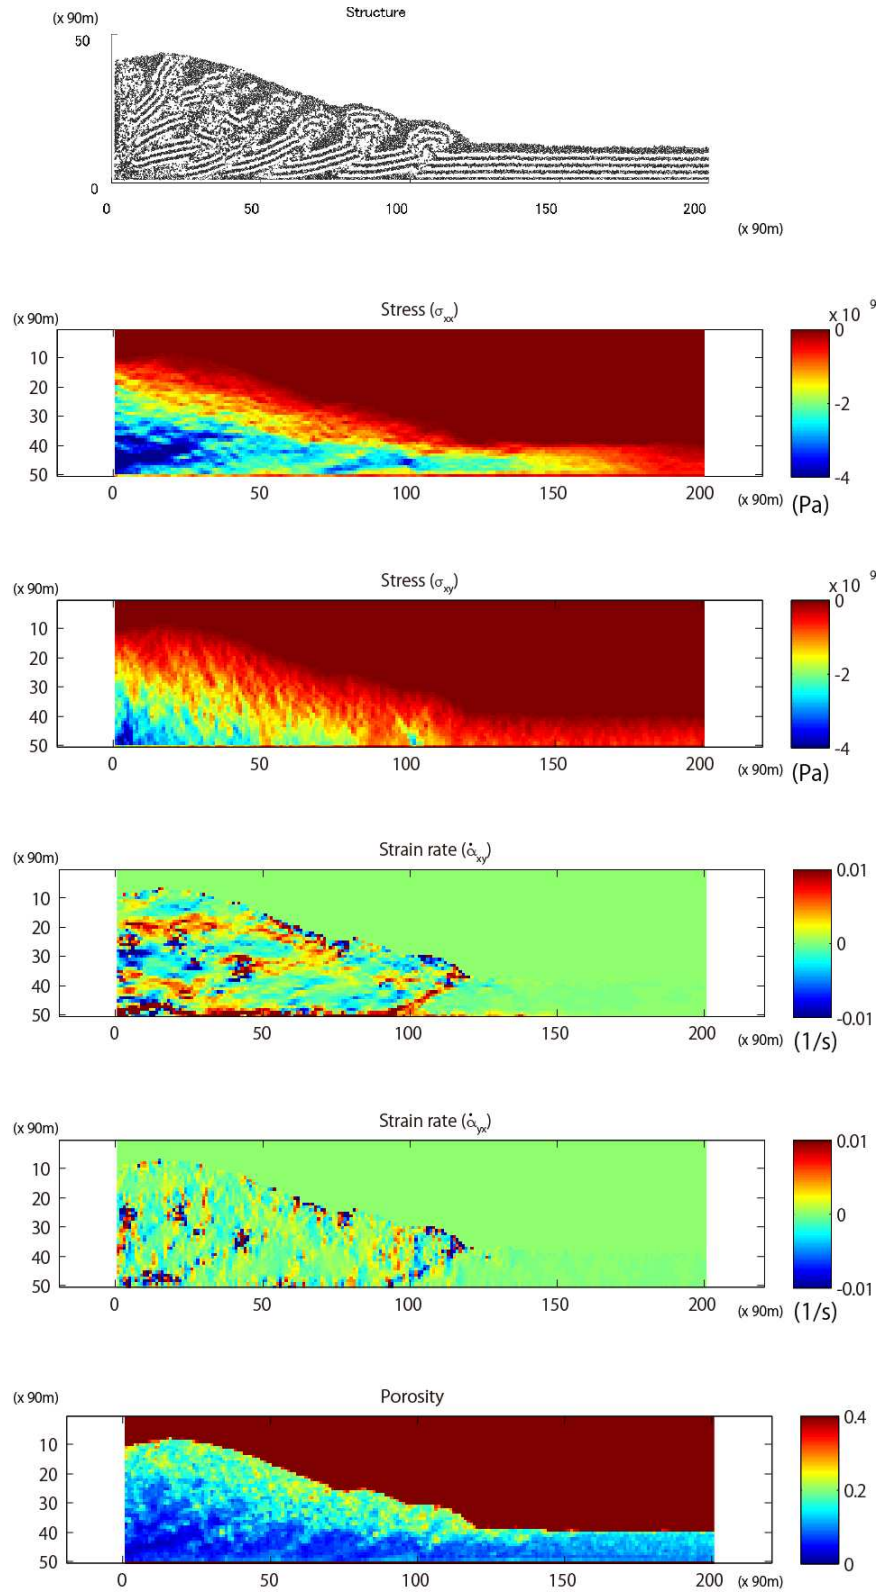 Structure
(x 90m)
50
0
0 50 100 150 200
(x 90m)
Stress (σxx)
(x 90m)
x 10 9
10
20
30
40
50
0 50 100 150 200
(x 90m)
0
-2
-4
(Pa)
Stress (σxy)
(x 90m)
x 10 9
10
20
30
40
50
0 50 100 150 200
(x 90m)
0
-2
-4
(Pa)
Strain rate (α̇xy)
(x 90m)
10
20
30
40
50
0 50 100 150 200
(x 90m)
0.01
0
-0.01
(1/s)
Strain rate (α̇yx)
(x 90m)
10
20
30
40
50
0 50 100 150 200
(x 90m)
0.01
0
-0.01
(1/s)
Porosity
(x 90m)
10
20
30
40
50
0 50 100 150 200
(x 90m)
0.4
0.2
0